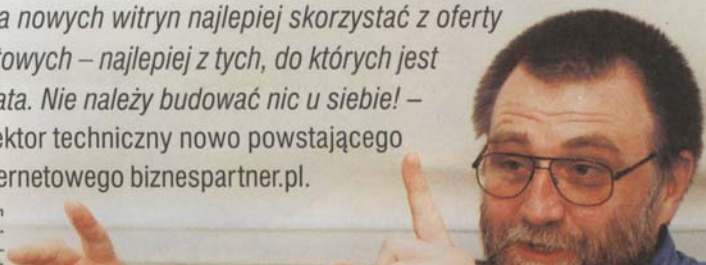 a nowych witryn najlepiej skorzystać z oferty
towych – najlepiej z tych, do których jest
ata. Nie należy budować nic u siebie! –
ektor techniczny nowo powstającego
ernetowego biznespartner.pl.